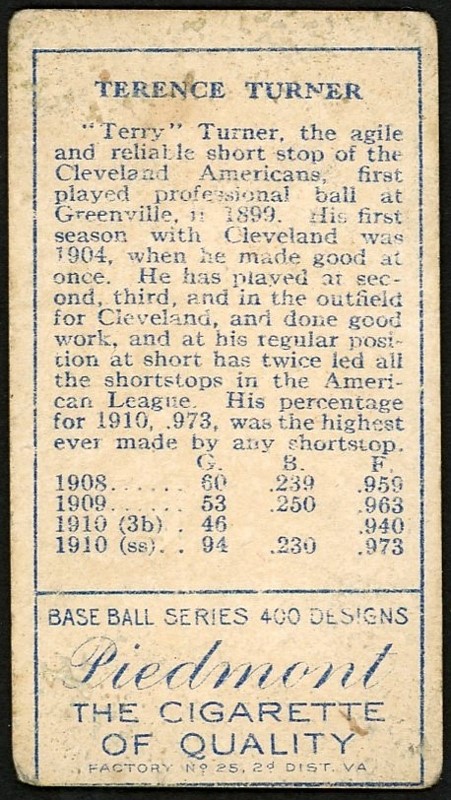 TERENCE TURNER
"Terry" Turner, the agile
and reliable short stop of the
Cleveland Americans, first
played professional ball at
Greenville, in 1899. His first
season with Cleveland was
1904, when he made good at
once. He has played at sec-
ond, third, and in the outfield
for Cleveland, and done good
work, and at his regular posi-
tion at short has twice led all
the shortstops in the Ameri-
can League. His percentage
for 1910, .973, was the highest
ever made by any shortstop.
G. B. F.
1908...... 60 .239 .959
1909...... 53 .250 .963
1910 (3b) . 46 .940
1910 (ss). . 94 .230 .973
BASE BALL SERIES 400 DESIGNS
Piedmont
THE CIGARETTE
OF QUALITY
FACTORY Nº 25, 2d DIST. VA.